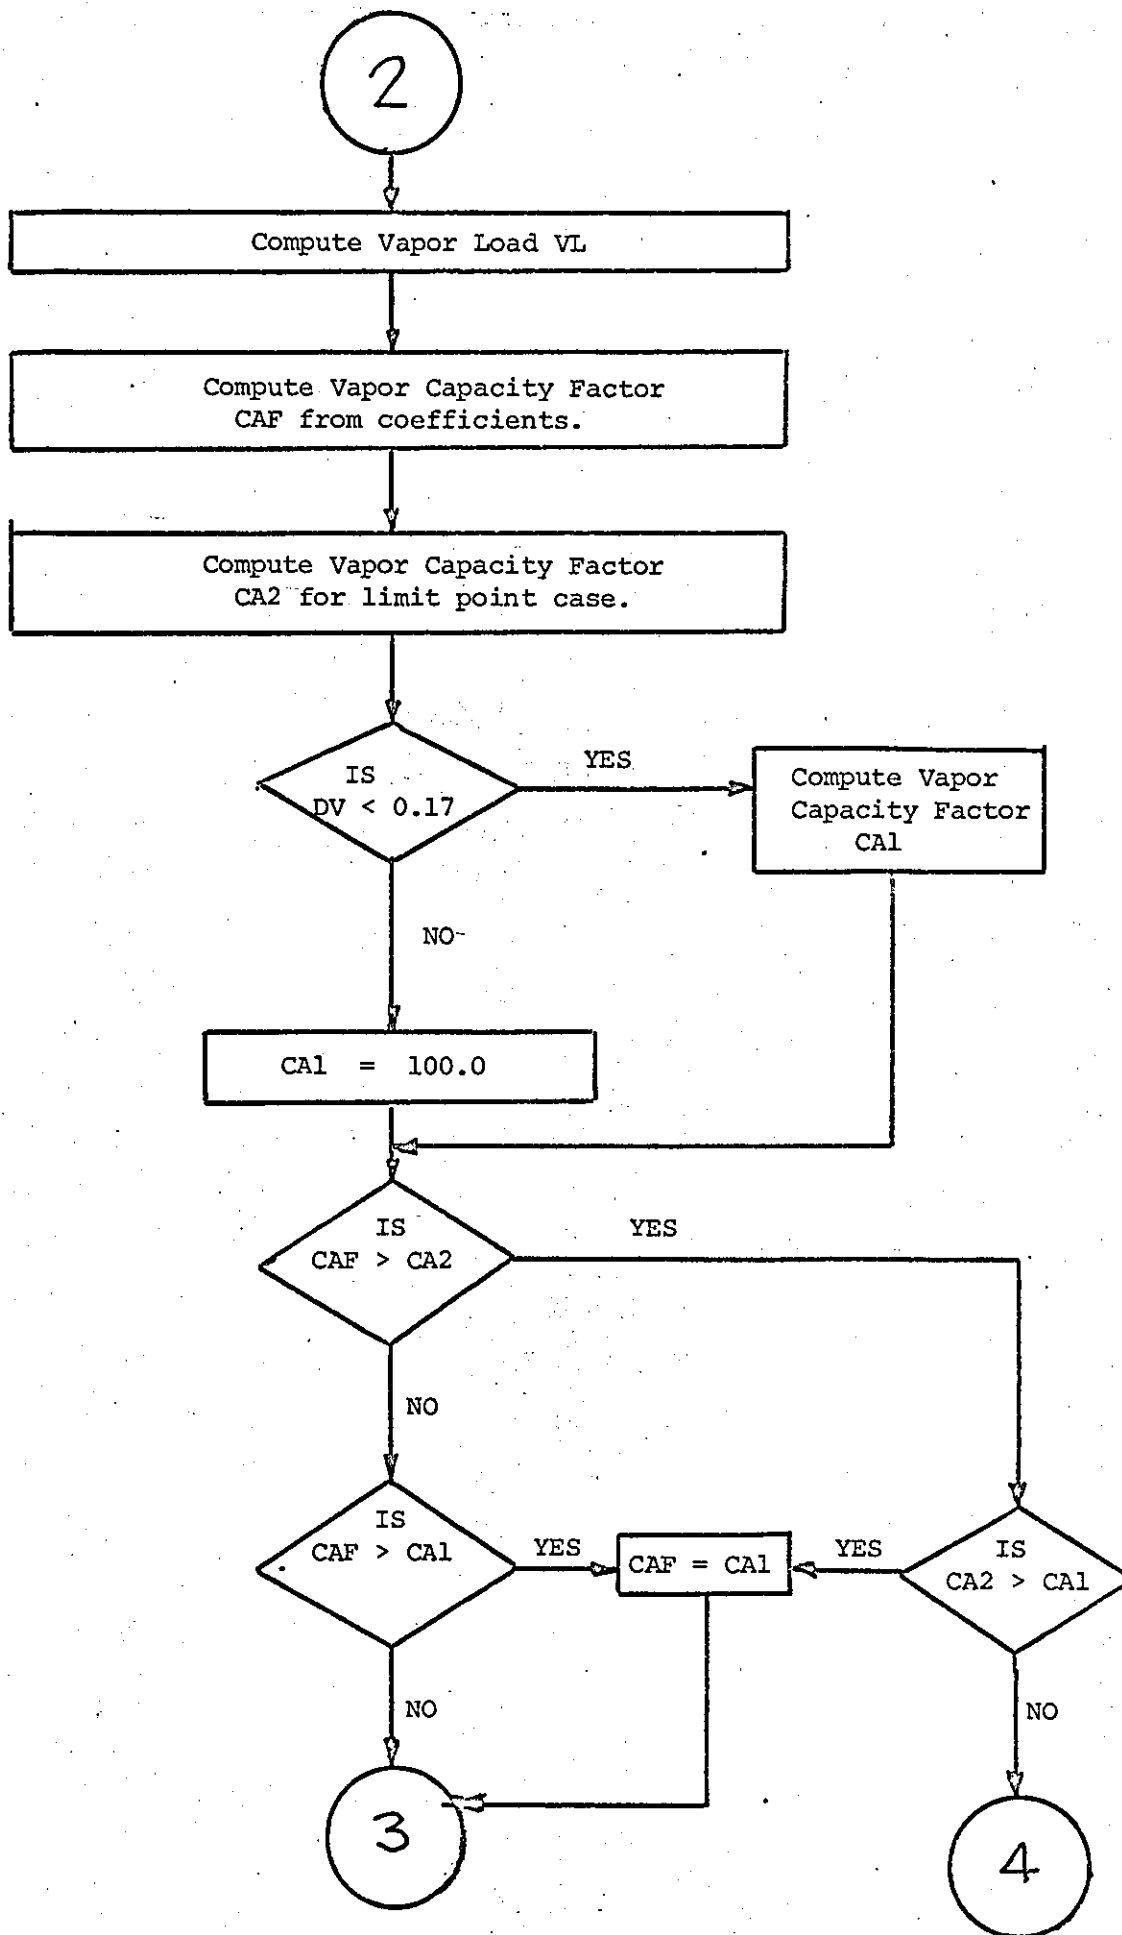 2
Compute Vapor Load VL
Compute Vapor Capacity Factor
CAF from coefficients.
Compute Vapor Capacity Factor
CA2 for limit point case.
IS
DV < 0.17
YES
Compute Vapor
Capacity Factor
CA1
NO
CA1 = 100.0
IS
CAF > CA2
YES
NO
IS
CAF > CA1
YES
CAF = CA1
YES
IS
CA2 > CA1
NO
NO
3
4